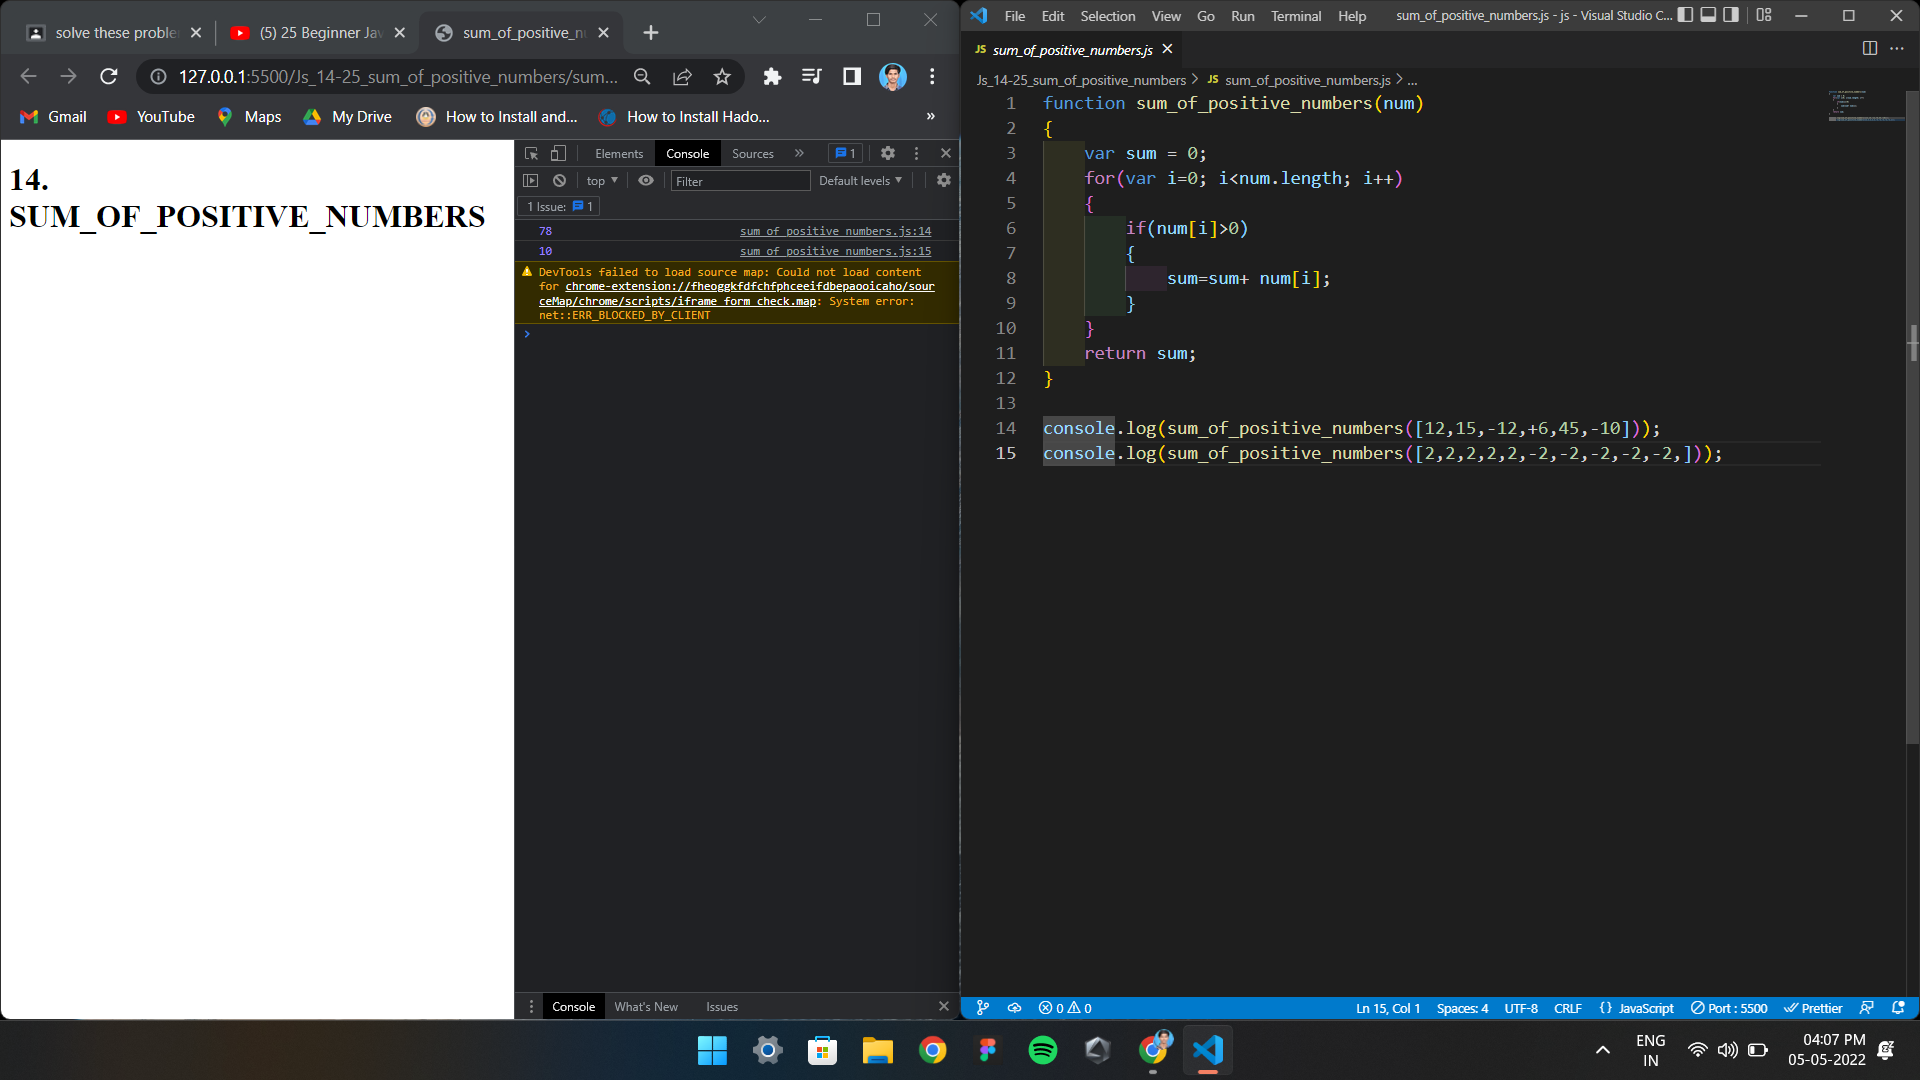 solve these proble
(5) 25 Beginner Jav
sum_of_positive_n
127.0.0.1:5500/Js_14-25_sum_of_positive_numbers/sum...
Gmail
YouTube
Maps
My Drive
How to Install and...
How to Install Hado...
»
14.
SUM_OF_POSITIVE_NUMBERS
Elements
Console
Sources
»
1
top
Filter
Default levels
1 Issue: 1
78 sum_of_positive_numbers.js:14
10 sum_of_positive_numbers.js:15
DevTools failed to load source map: Could not load content
for chrome-extension://fheoggkfdfchfphceeifdbepaooicaho/sour
ceMap/chrome/scripts/iframe_form_check.map: System error:
net::ERR_BLOCKED_BY_CLIENT
>
Console
What's New
Issues
File Edit Selection View Go Run Terminal Help
sum_of_positive_numbers.js - js - Visual Studio C...
JS sum_of_positive_numbers.js
Js_14-25_sum_of_positive_numbers > JS sum_of_positive_numbers.js > ...
1 function sum_of_positive_numbers(num)
2 {
3 var sum = 0;
4 for(var i=0; i<num.length; i++)
5 {
6 if(num[i]>0)
7 {
8 sum=sum+ num[i];
9 }
10 }
11 return sum;
12 }
13
14 console.log(sum_of_positive_numbers([12,15,-12,+6,45,-10]));
15 console.log(sum_of_positive_numbers([2,2,2,2,2,-2,-2,-2,-2,-2,]));
0 0
Ln 15, Col 1
Spaces: 4
UTF-8
CRLF
{} JavaScript
Port : 5500
Prettier
ENG
IN
04:07 PM
05-05-2022